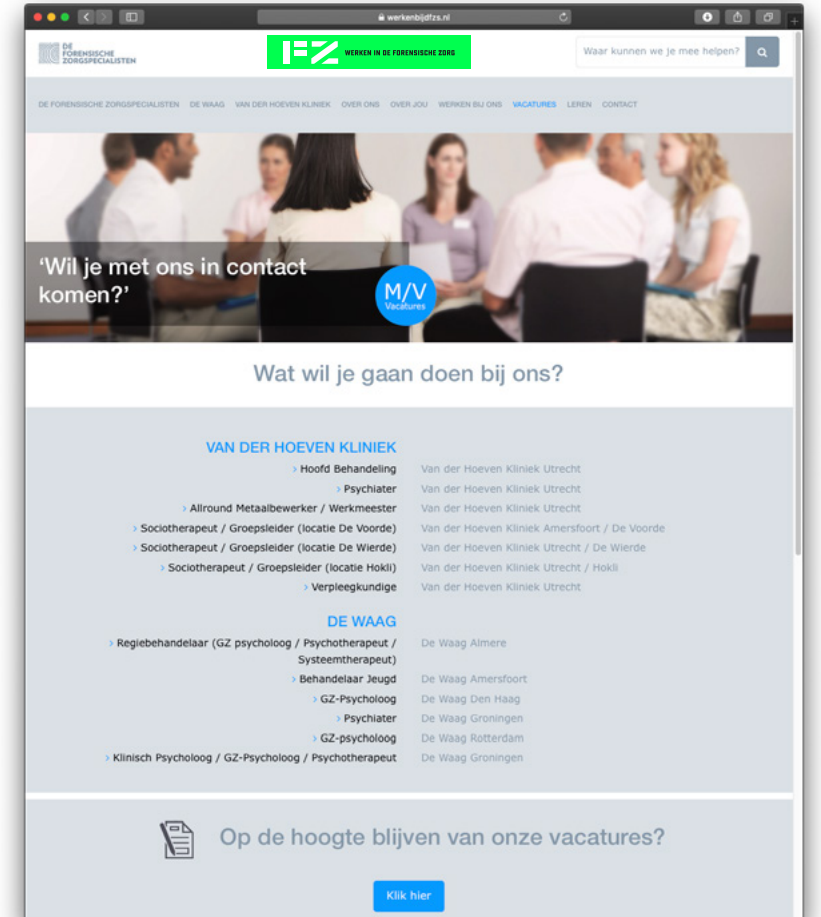 werkenbijdfzs.nl
DE
FORENSISCHE
ZORGSPECIALISTEN
FZ WERKEN IN DE FORENSISCHE ZORG
Waar kunnen we je mee helpen?
DE FORENSISCHE ZORGSPECIALISTEN DE WAAG VAN DER HOEVEN KLINIEK OVER ONS OVER JOU WERKEN BIJ ONS VACATURES LEREN CONTACT
‘Wil je met ons in contact
komen?’
M/V
Vacatures
Wat wil je gaan doen bij ons?
VAN DER HOEVEN KLINIEK
› Hoofd Behandeling Van der Hoeven Kliniek Utrecht
› Psychiater Van der Hoeven Kliniek Utrecht
› Allround Metaalbewerker / Werkmeester Van der Hoeven Kliniek Utrecht
› Sociotherapeut / Groepsleider (locatie De Voorde) Van der Hoeven Kliniek Amersfoort / De Voorde
› Sociotherapeut / Groepsleider (locatie De Wierde) Van der Hoeven Kliniek Utrecht / De Wierde
› Sociotherapeut / Groepsleider (locatie Hokli) Van der Hoeven Kliniek Utrecht / Hokli
› Verpleegkundige Van der Hoeven Kliniek Utrecht
DE WAAG
› Regiebehandelaar (GZ psycholoog / Psychotherapeut / De Waag Almere
Systeemtherapeut)
› Behandelaar Jeugd De Waag Amersfoort
› GZ-Psycholoog De Waag Den Haag
› Psychiater De Waag Groningen
› GZ-psycholoog De Waag Rotterdam
› Klinisch Psycholoog / GZ-Psycholoog / Psychotherapeut De Waag Groningen
Op de hoogte blijven van onze vacatures?
Klik hier